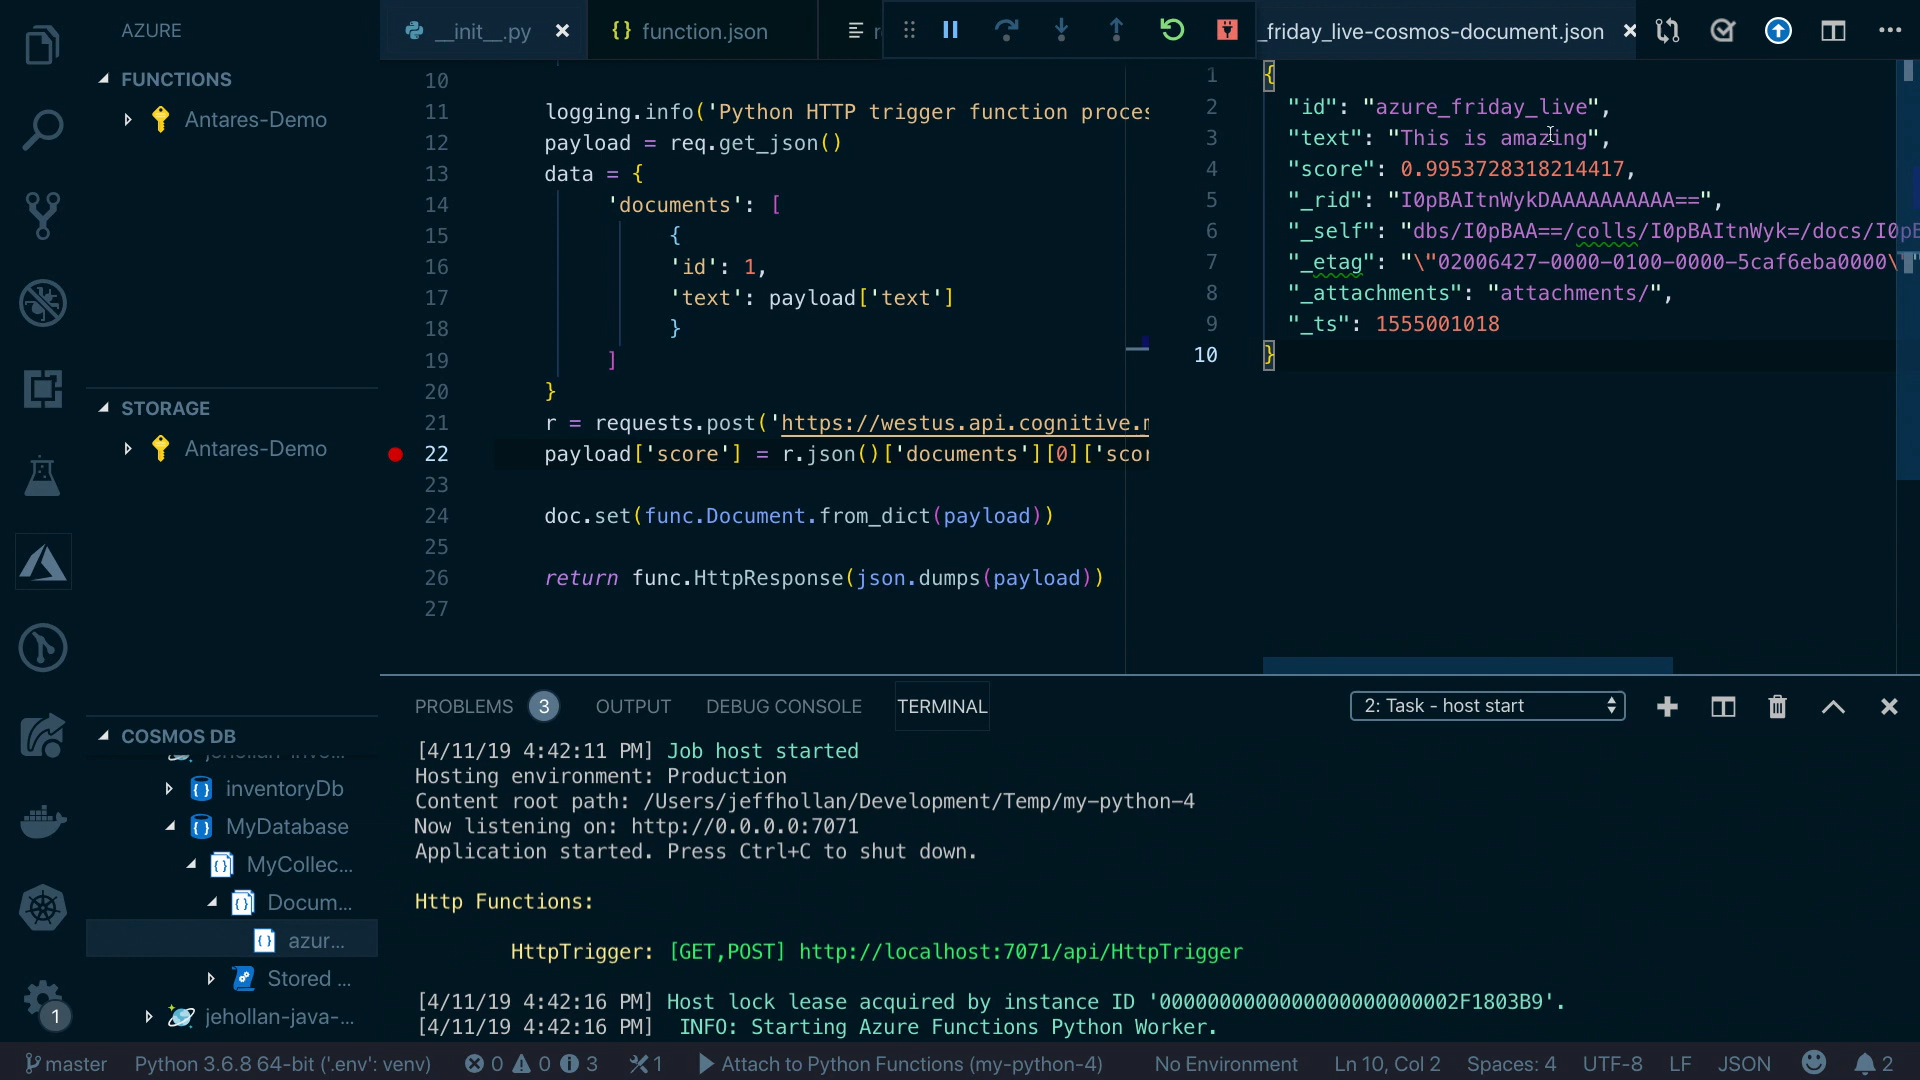 AZURE
FUNCTIONS
Antares-Demo
STORAGE
Antares-Demo
COSMOS DB
inventoryDb
MyDatabase
MyCollec...
Docum...
azur...
Stored ...
jehollan-java-...
1
__init__.py
{} function.json
_friday_live-cosmos-document.json
10
11 logging.info('Python HTTP trigger function proces
12 payload = req.get_json()
13 data = {
14 'documents': [
15 {
16 'id': 1,
17 'text': payload['text']
18 }
19 ]
20 }
21 r = requests.post('https://westus.api.cognitive.m
22 payload['score'] = r.json()['documents'][0]['scor
23
24 doc.set(func.Document.from_dict(payload))
25
26 return func.HttpResponse(json.dumps(payload))
27
1 {
2 "id": "azure_friday_live",
3 "text": "This is amazing",
4 "score": 0.9953728318214417,
5 "_rid": "I0pBAItnWykDAAAAAAAAAA==",
6 "_self": "dbs/I0pBAA==/colls/I0pBAItnWyk=/docs/I0pB
7 "_etag": "\"02006427-0000-0100-0000-5caf6eba0000\"
8 "_attachments": "attachments/",
9 "_ts": 1555001018
10 }
PROBLEMS 3 OUTPUT DEBUG CONSOLE TERMINAL 2: Task - host start
[4/11/19 4:42:11 PM] Job host started
Hosting environment: Production
Content root path: /Users/jeffhollan/Development/Temp/my-python-4
Now listening on: http://0.0.0.0:7071
Application started. Press Ctrl+C to shut down.
Http Functions:
HttpTrigger: [GET,POST] http://localhost:7071/api/HttpTrigger
[4/11/19 4:42:16 PM] Host lock lease acquired by instance ID '0000000000000000000000002F1803B9'.
[4/11/19 4:42:16 PM] INFO: Starting Azure Functions Python Worker.
master Python 3.6.8 64-bit ('.env': venv) 0 0 3 1 Attach to Python Functions (my-python-4) No Environment Ln 10, Col 2 Spaces: 4 UTF-8 LF JSON 2